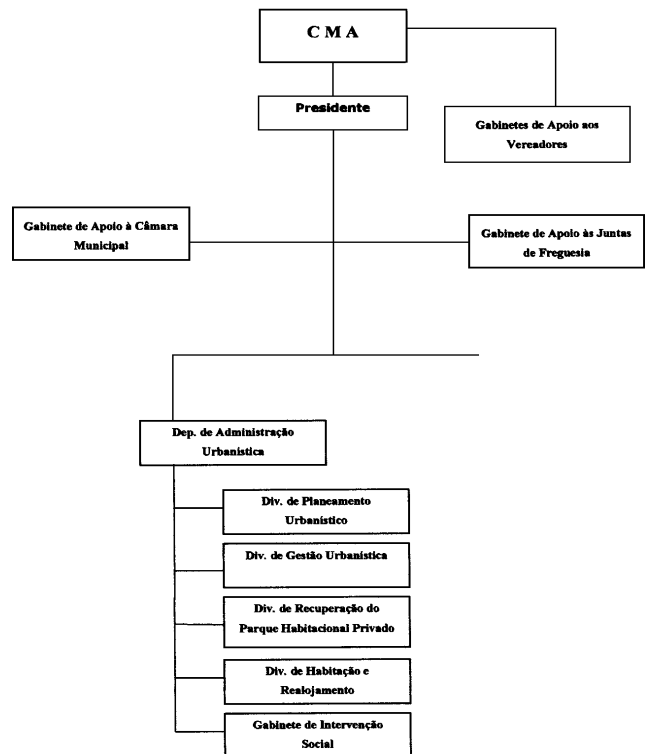 C M A
Presidente
Gabinetes de Apoio aos
Vereadores
Gabinete de Apoio à Câmara
Municipal
Gabinete de Apoio às Juntas
de Freguesia
Dep. de Administração
Urbanística
Div. de Planeamento
Urbanístico
Div. de Gestão Urbanística
Div. de Recuperação do
Parque Habitacional Privado
Div. de Habitação e
Realojamento
Gabinete de Intervenção
Social